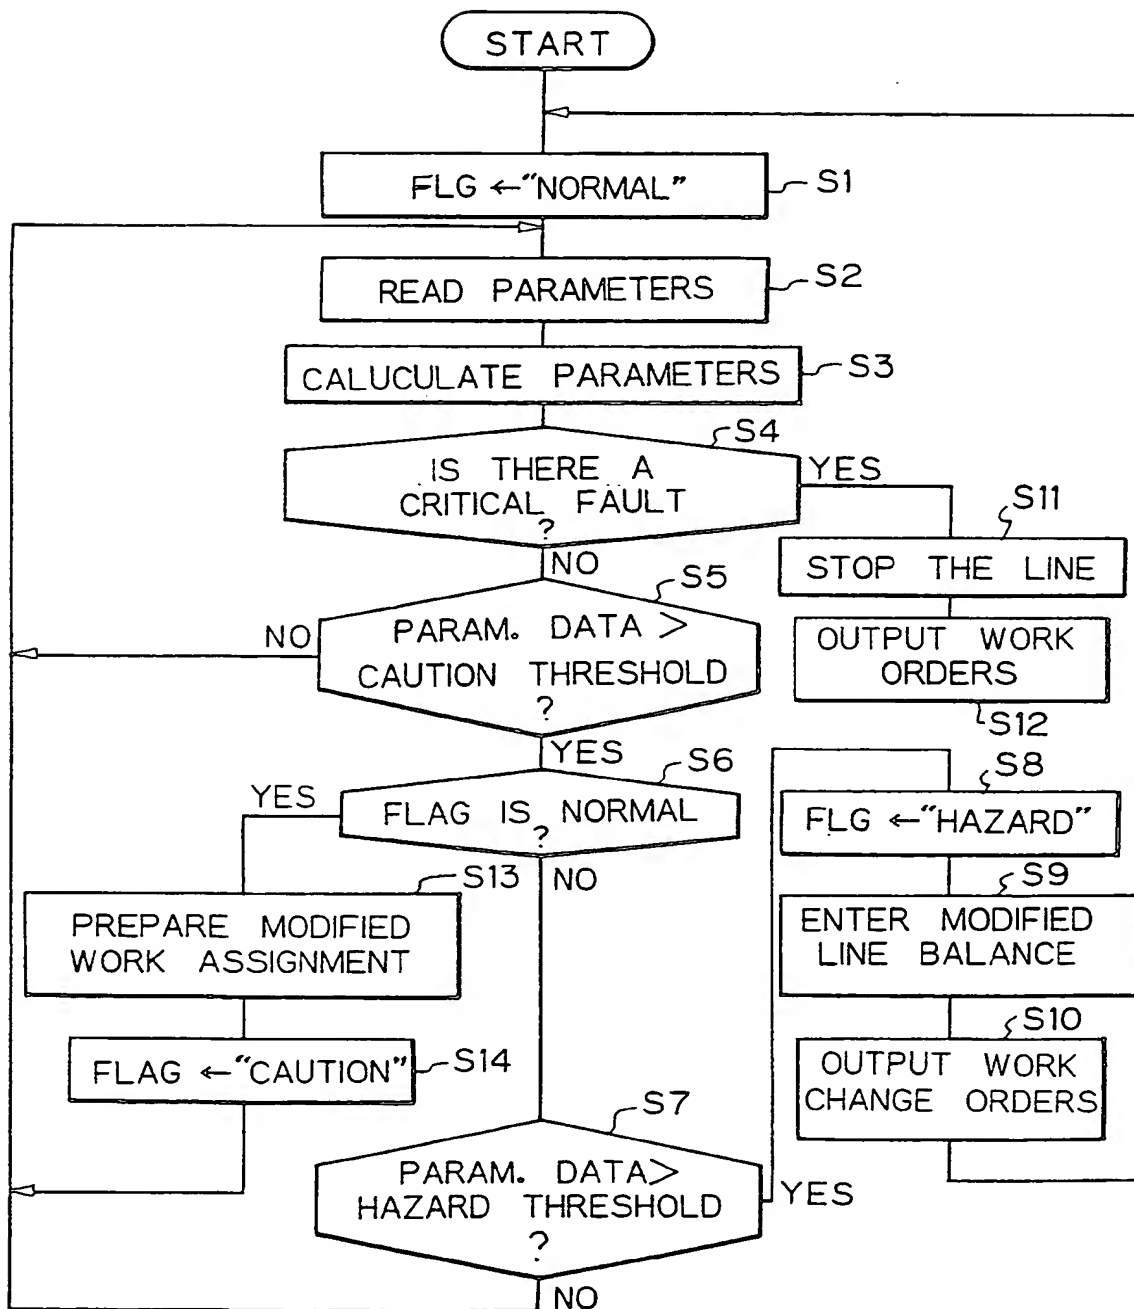 START
FLG ←"NORMAL"
S1
READ PARAMETERS
S2
CALUCULATE PARAMETERS
S3
S4
IS THERE A
CRITICAL FAULT
?
YES
NO
S11
STOP THE LINE
OUTPUT WORK
ORDERS
S12
S5
PARAM. DATA >
CAUTION THRESHOLD
?
NO
YES
S6
FLAG IS NORMAL
?
YES
NO
S8
FLG ←"HAZARD"
S9
ENTER MODIFIED
LINE BALANCE
S10
OUTPUT WORK
CHANGE ORDERS
S13
PREPARE MODIFIED
WORK ASSIGNMENT
FLAG ←"CAUTION"
S14
S7
PARAM. DATA>
HAZARD THRESHOLD
?
YES
NO